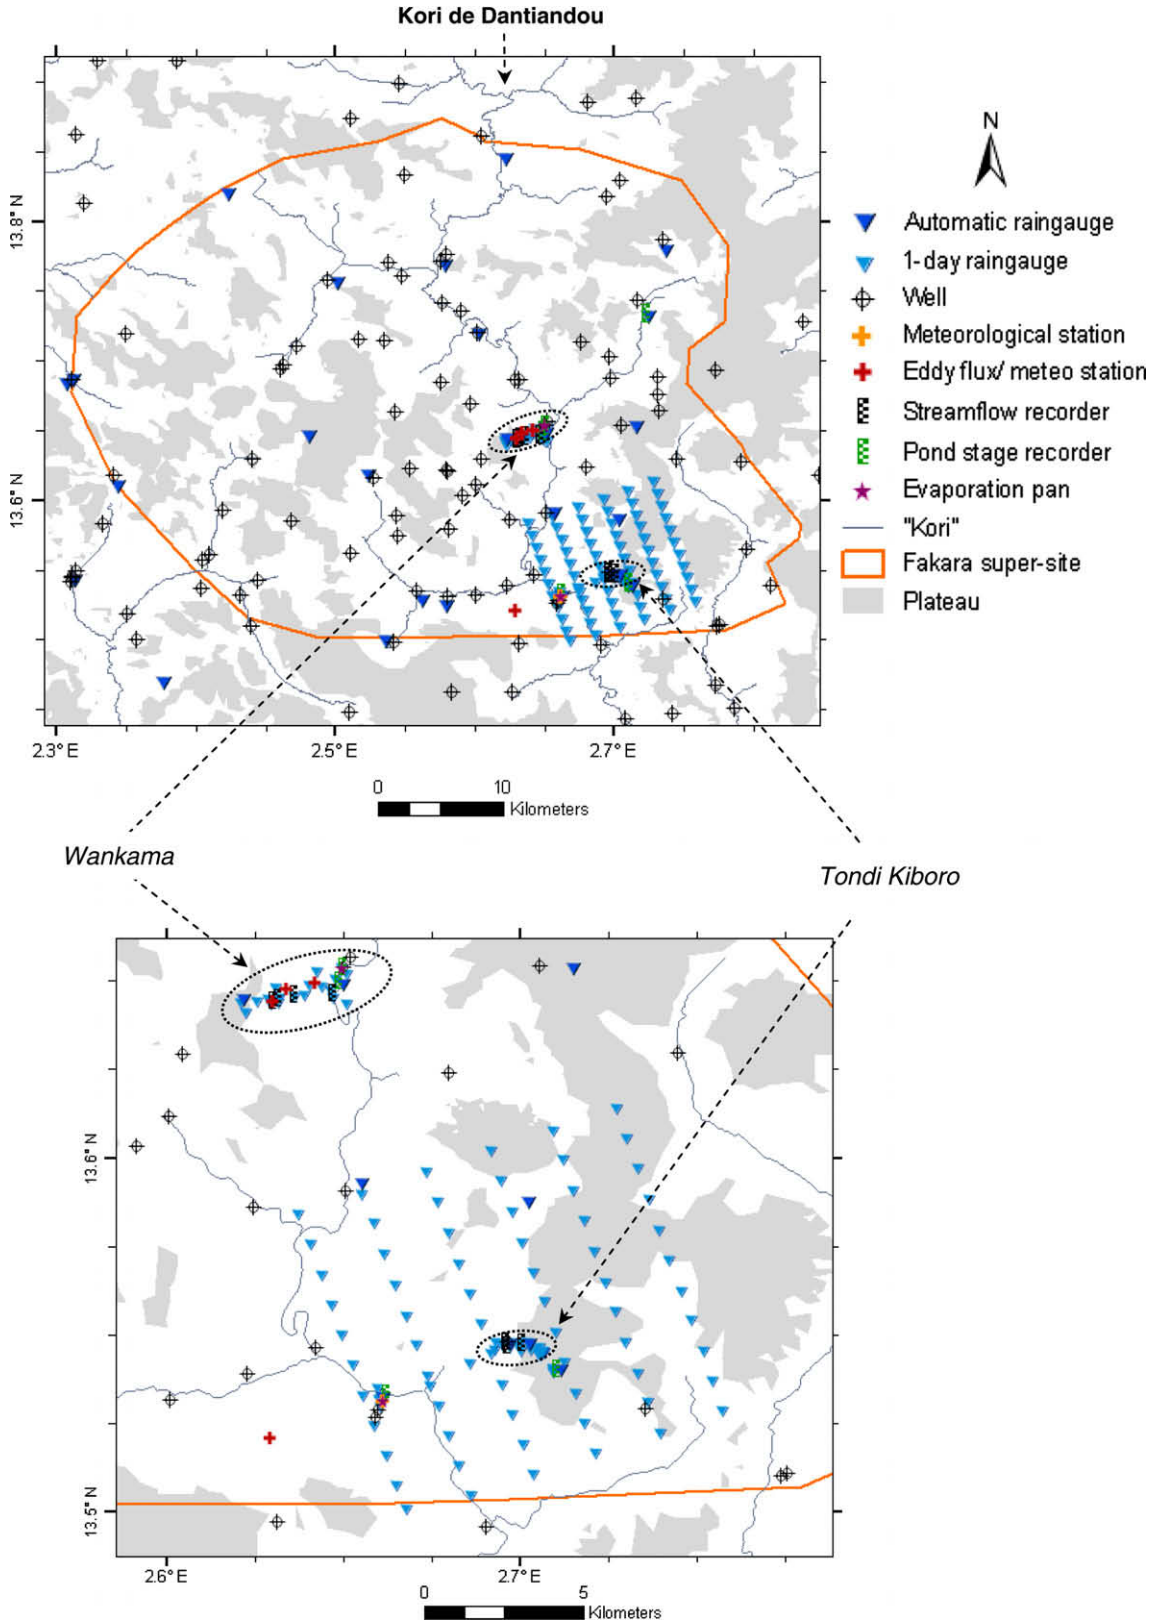 Kori de Dantiandou
N
Automatic raingauge
1-day raingauge
Well
Meteorological station
Eddy flux/ meteo station
Streamflow recorder
Pond stage recorder
Evaporation pan
"Kori"
Fakara super-site
Plateau
13.8° N
13.6° N
2.3° E
2.5° E
2.7° E
0
10
Kilometers
Wankama
Tondi Kiboro
13.6° N
13.5° N
2.6° E
2.7° E
0
5
Kilometers